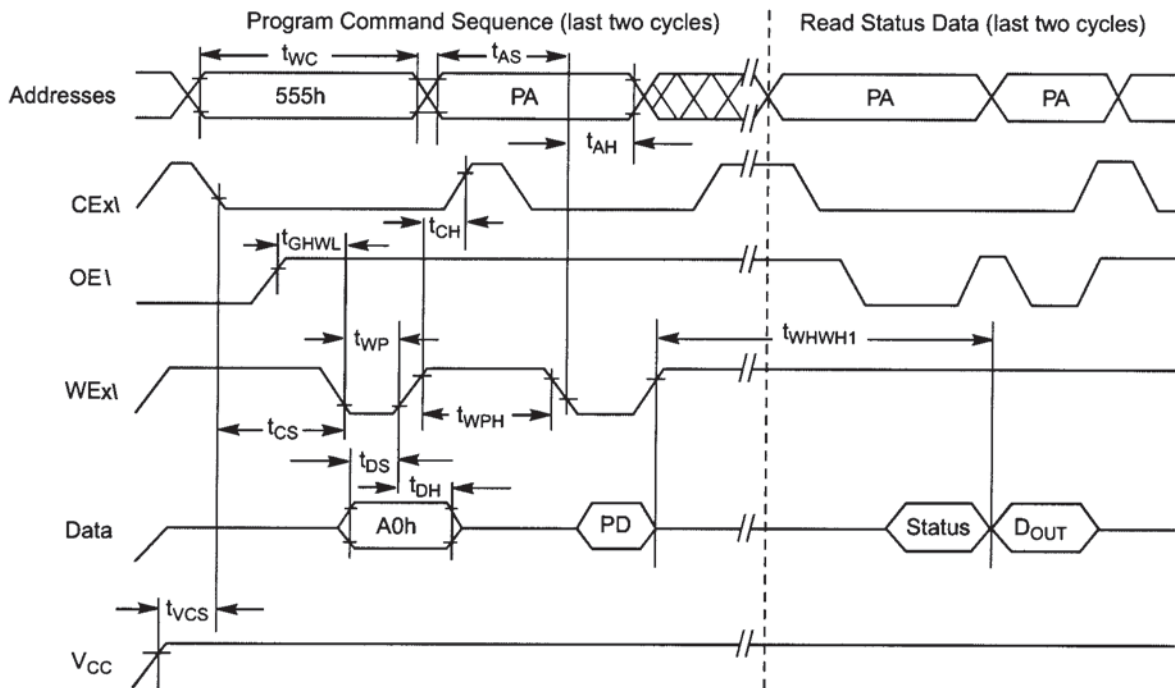 Program Command Sequence (last two cycles)
Read Status Data (last two cycles)
tWC
tAS
Addresses
555h
PA
PA
PA
tAH
CEx\
tCH
tGHWL
OE\
tWP
tWHWH1
WEx\
tCS
tWPH
tDS
tDH
Data
A0h
PD
Status
DOUT
tVCS
VCC